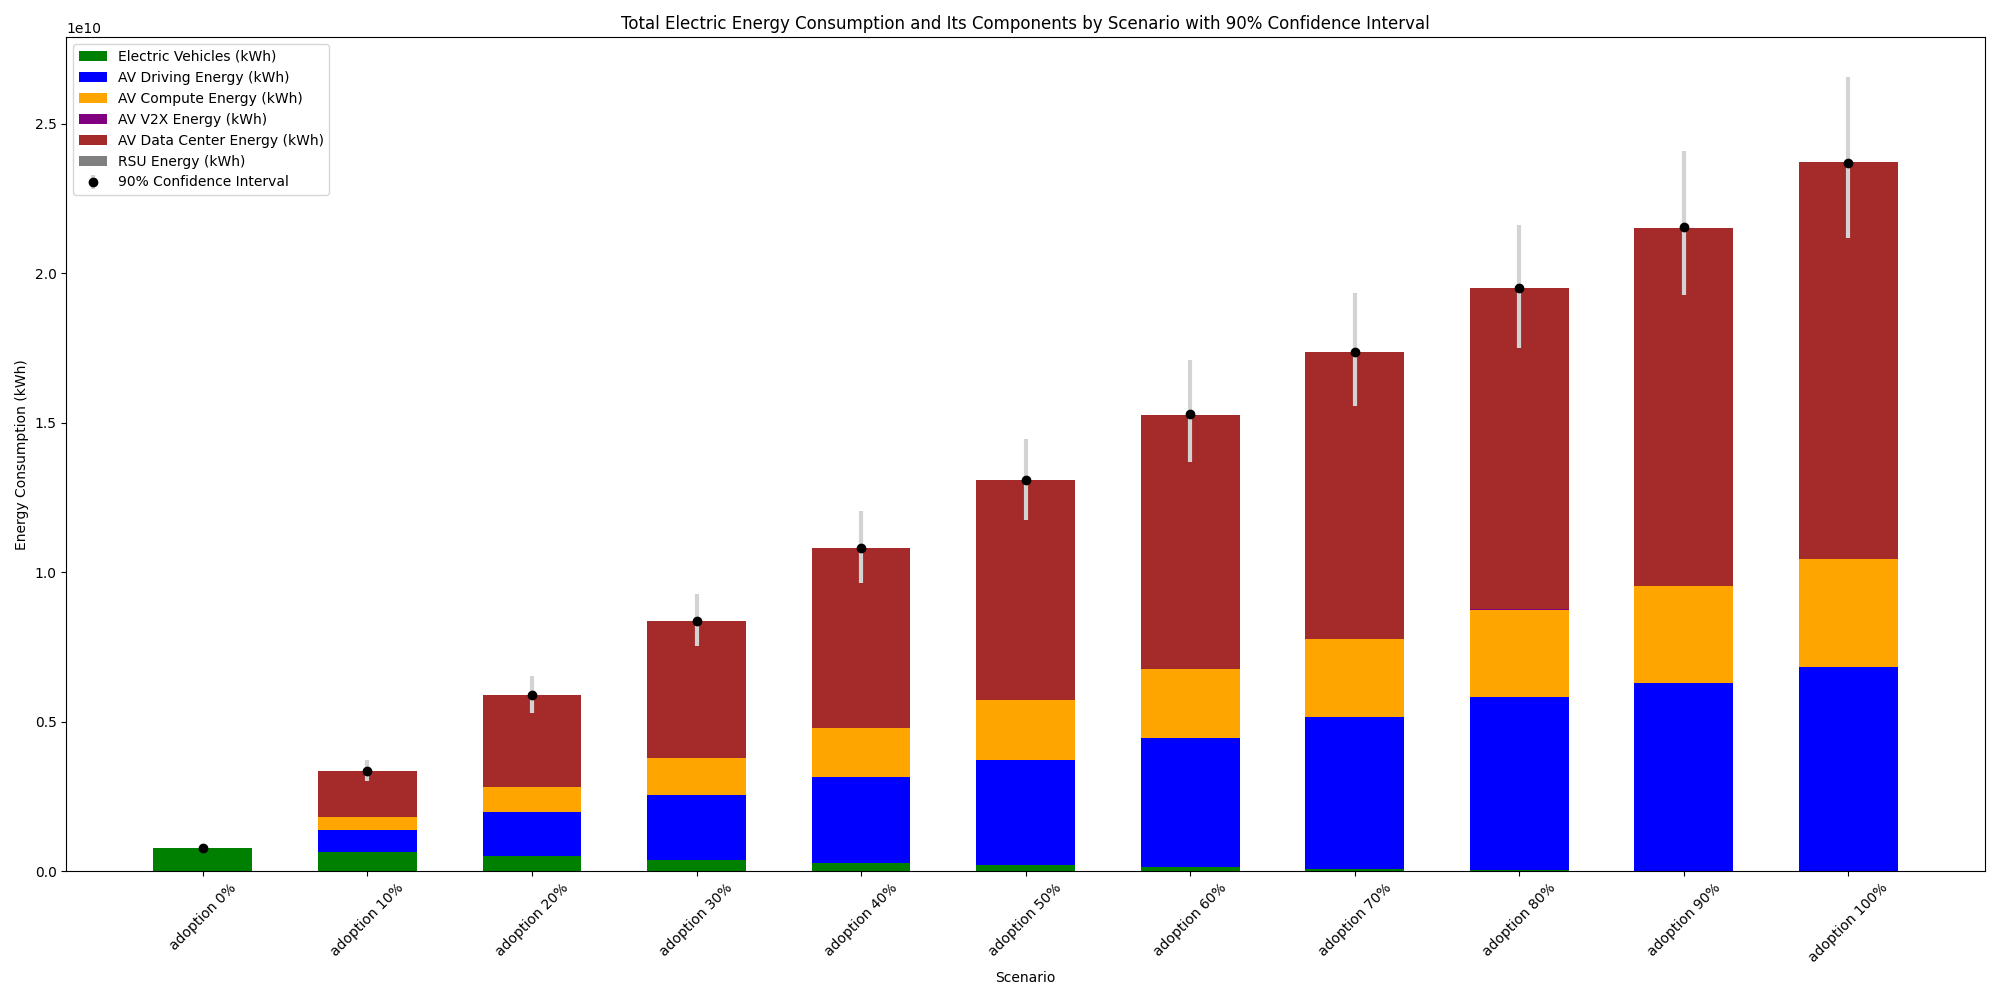 Total Electric Energy Consumption and Its Components by Scenario with 90% Confidence Interval
1e10
Electric Vehicles (kWh)
AV Driving Energy (kWh)
AV Compute Energy (kWh)
AV V2X Energy (kWh)
AV Data Center Energy (kWh)
RSU Energy (kWh)
90% Confidence Interval
2.5
2.0
1.5
1.0
0.5
0.0
Energy Consumption (kWh)
adoption 0%
adoption 10%
adoption 20%
adoption 30%
adoption 40%
adoption 50%
adoption 60%
adoption 70%
adoption 80%
adoption 90%
adoption 100%
Scenario